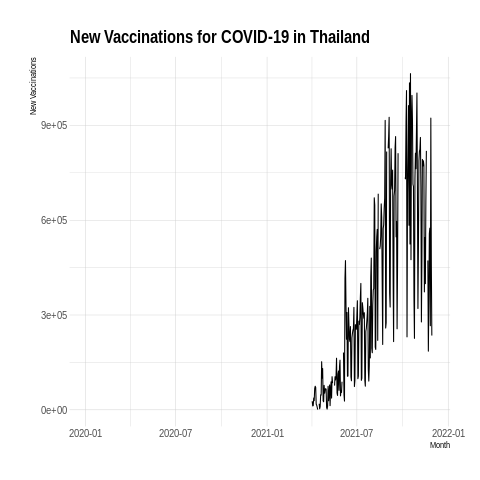 New Vaccinations for COVID-19 in Thailand
New Vaccinations
9e+05
6e+05
3e+05
0e+00
2020-01 2020-07 2021-01 2021-07 2022-01
Month